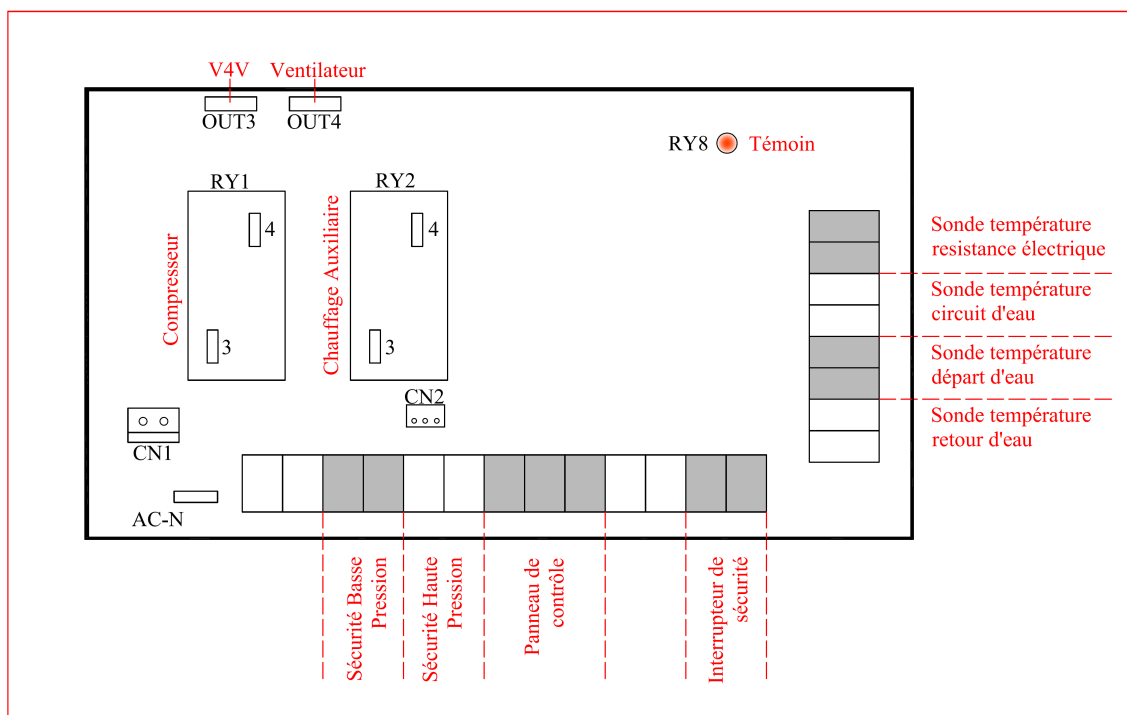 V4V
Ventilateur
OUT3
OUT4
RY8
Témoin
RY1
RY2
4
4
Compresseur
Chauffage Auxiliaire
3
3
CN2
CN1
AC-N
Sonde température
resistance électrique
Sonde température
circuit d'eau
Sonde température
départ d'eau
Sonde température
retour d'eau
Sécurité Basse
Pression
Sécurité Haute
Pression
Panneau de
contrôle
Interrupteur de
sécurité